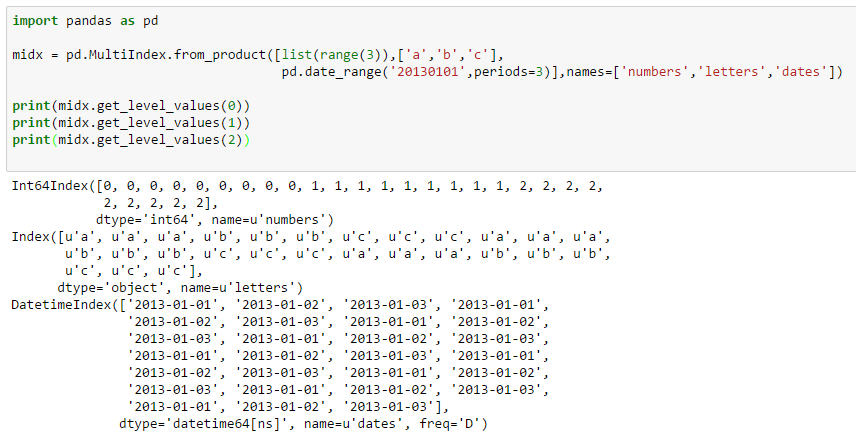 import pandas as pd
midx = pd.MultiIndex.from_product([list(range(3)),['a','b','c'],
pd.date_range('20130101',periods=3)],names=['numbers','letters','dates'])
print(midx.get_level_values(0))
print(midx.get_level_values(1))
print(midx.get_level_values(2))
Int64Index([0, 0, 0, 0, 0, 0, 0, 0, 0, 1, 1, 1, 1, 1, 1, 1, 1, 1, 2, 2, 2, 2,
2, 2, 2, 2, 2],
dtype='int64', name=u'numbers')
Index([u'a', u'a', u'a', u'b', u'b', u'b', u'c', u'c', u'c', u'a', u'a', u'a',
u'b', u'b', u'b', u'c', u'c', u'c', u'a', u'a', u'a', u'b', u'b', u'b',
u'c', u'c', u'c'],
dtype='object', name=u'letters')
DatetimeIndex(['2013-01-01', '2013-01-02', '2013-01-03', '2013-01-01',
'2013-01-02', '2013-01-03', '2013-01-01', '2013-01-02',
'2013-01-03', '2013-01-01', '2013-01-02', '2013-01-03',
'2013-01-01', '2013-01-02', '2013-01-03', '2013-01-01',
'2013-01-02', '2013-01-03', '2013-01-01', '2013-01-02',
'2013-01-03', '2013-01-01', '2013-01-02', '2013-01-03',
'2013-01-01', '2013-01-02', '2013-01-03'],
dtype='datetime64[ns]', name=u'dates', freq='D')